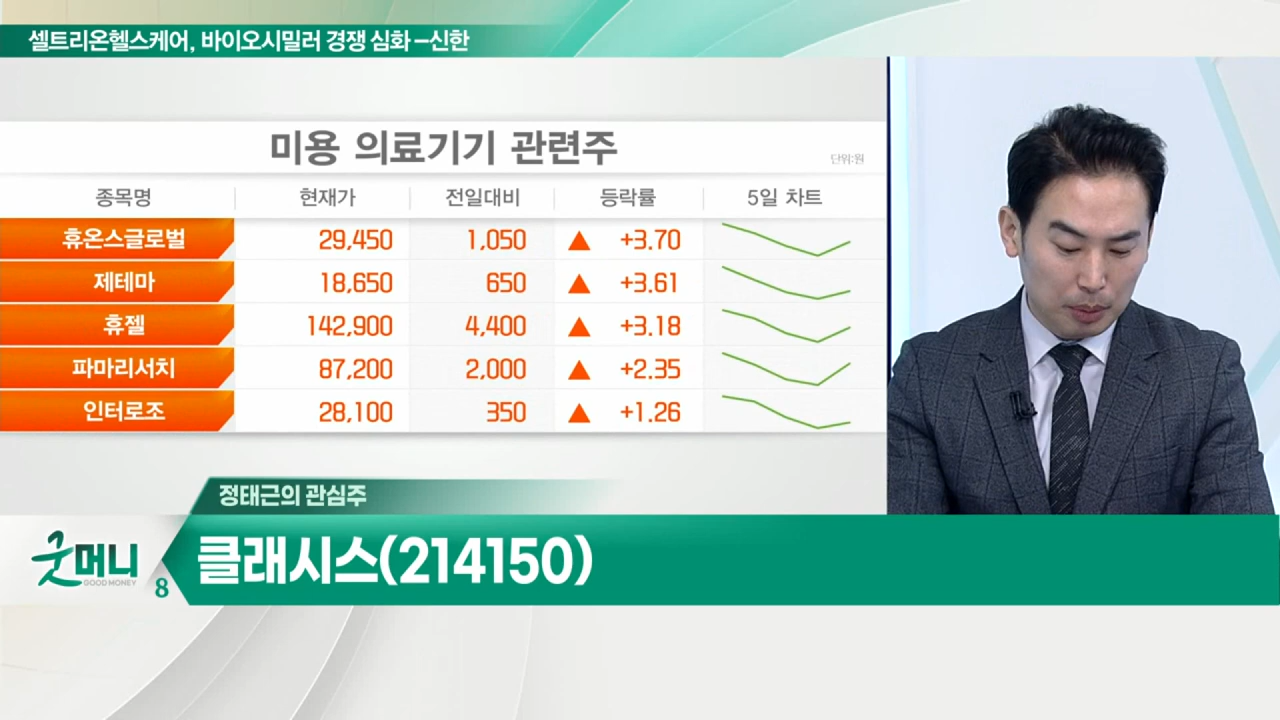 셀트리온헬스케어, 바이오시밀러 경쟁 심화 –신한
미용 의료기기 관련주
단위:원
종목명 현재가 전일대비 등락률 5일 차트
휴온스글로벌 29,450 1,050 ▲ +3.70
제테마 18,650 650 ▲ +3.61
휴젤 142,900 4,400 ▲ +3.18
파마리서치 87,200 2,000 ▲ +2.35
인터로조 28,100 350 ▲ +1.26
정태근의 관심주
굿머니
GOOD MONEY
8
클래시스(214150)